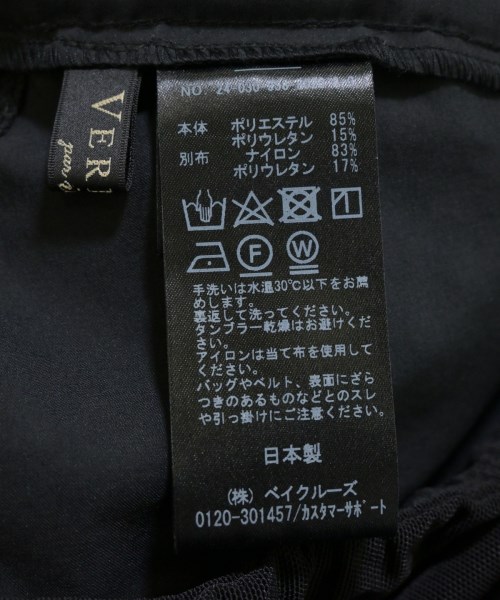 VER
par
NO. 24-030-
本体 ポリエステル 85%
ポリウレタン 15%
別布 ナイロン 83%
ポリウレタン 17%
F W
手洗いは水温30℃以下をお薦
めします。
裏返して洗ってください。
タンブラー乾燥はお避けくだ
さい。
アイロンは当て布を使用して
ください。
バッグやベルト、表面にざら
つきのあるものなどとのスレ
や引っ掛けにご注意ください。
日本製
(株) ベイクルーズ
0120-301457/カスタマーサポート